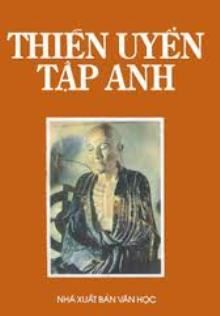 THIỀN UYỂN
TẬP ANH
NHÀ XUẤT BẢN VĂN HỌC